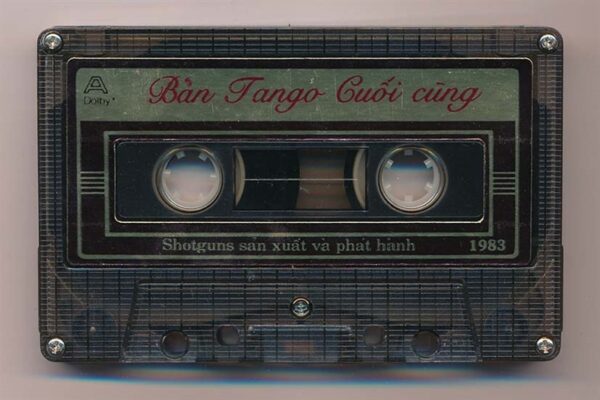 Bản Tango Cuối cùng
A
Dolby
Shotguns sản xuất và phát hành
1983